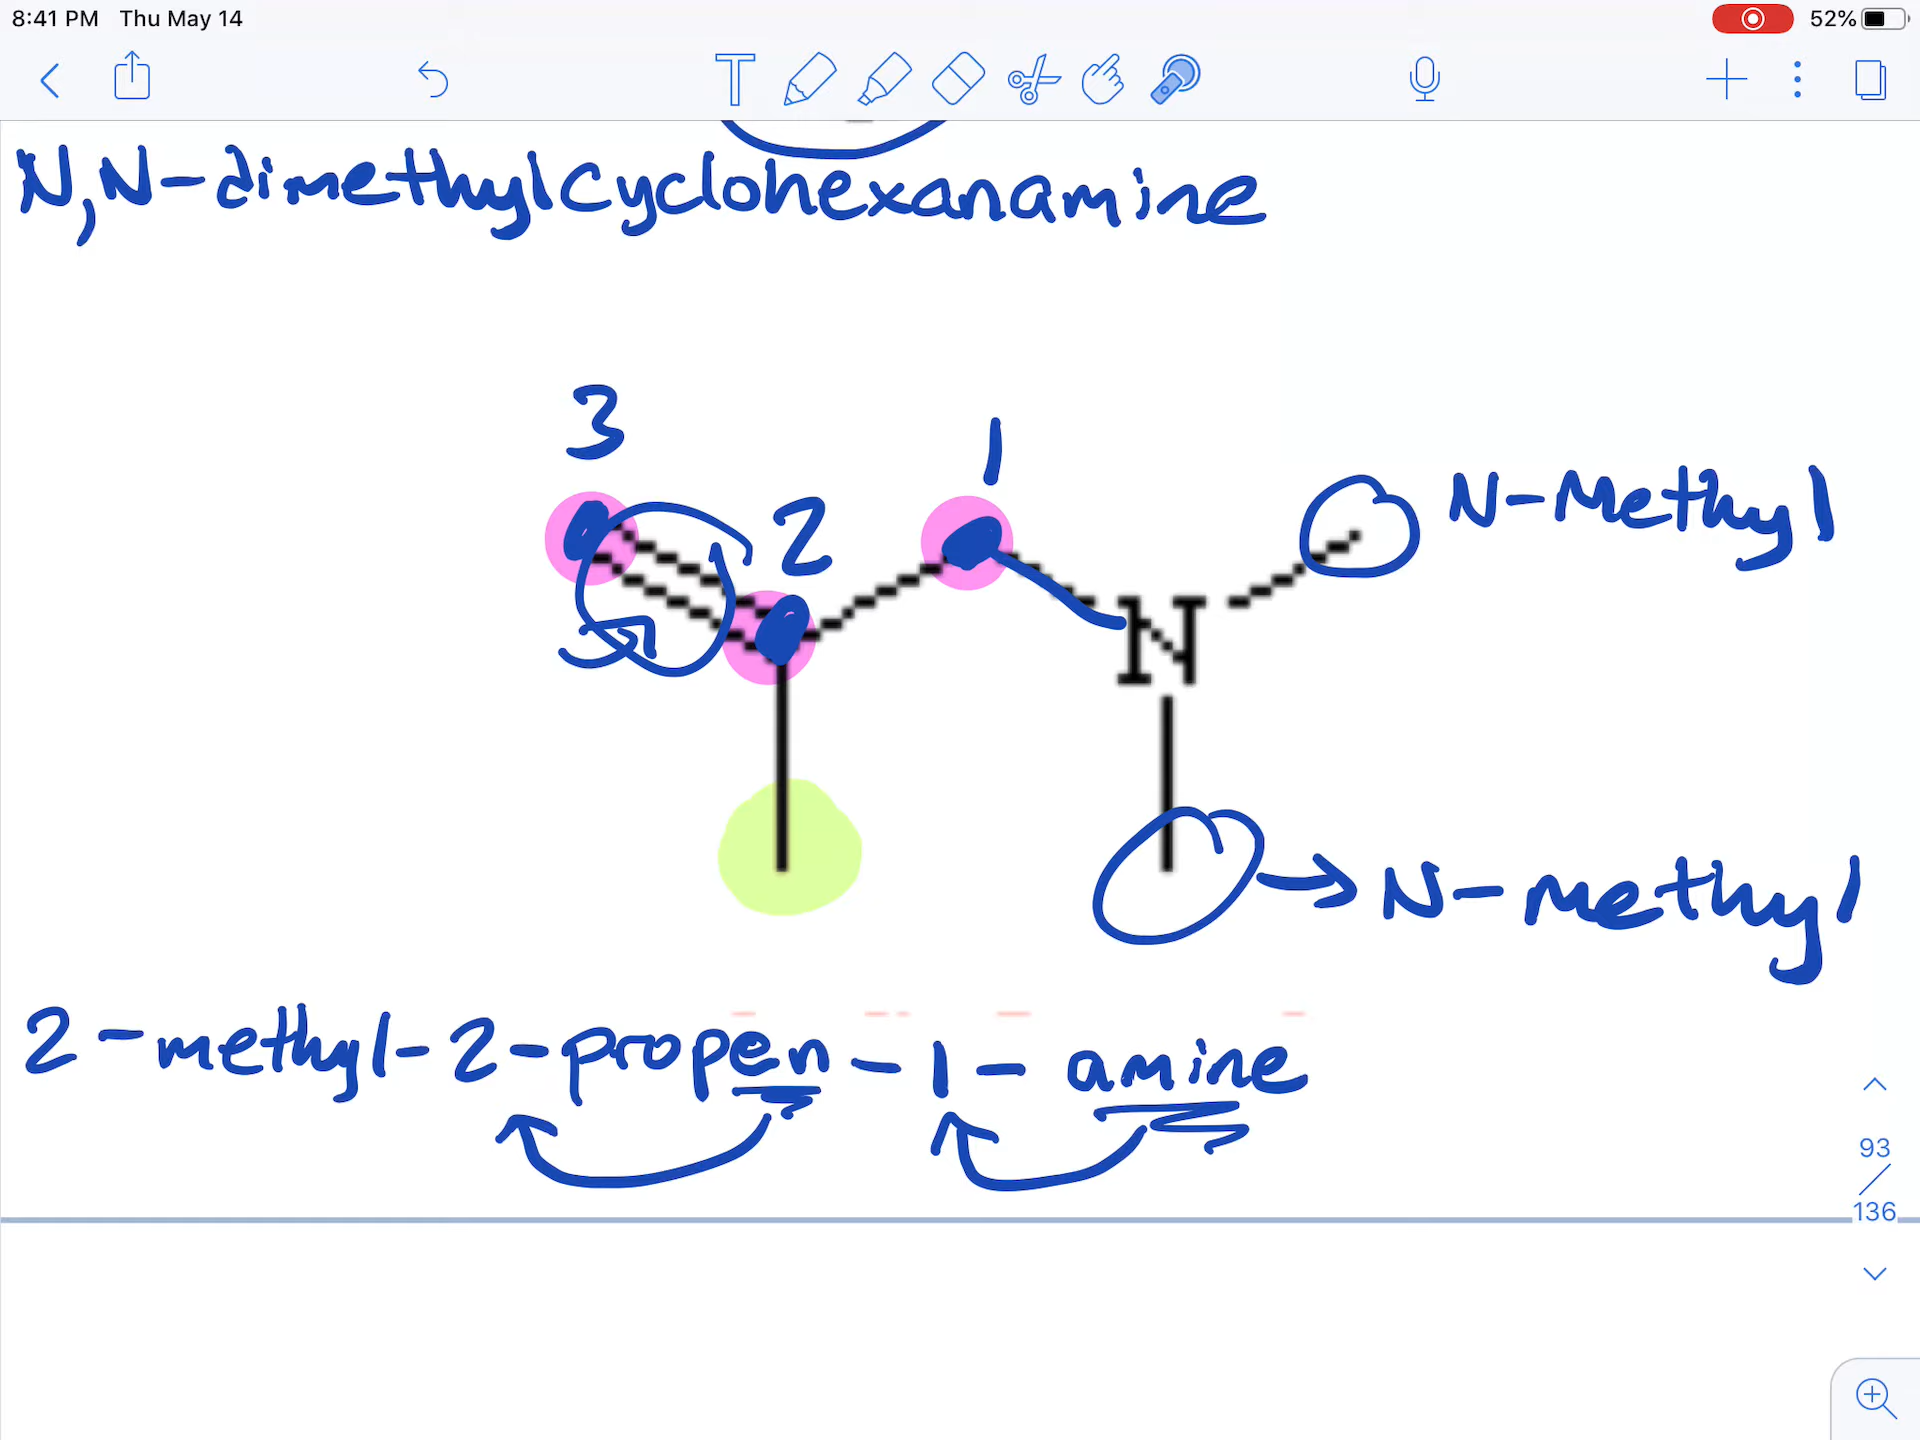 8:41 PM Thu May 14
52%
T
N,N-dimethylcyclohexanamine
3
1
2
N-Methyl
N
N-methyl
2-methyl-2-propen-1-amine
93
136